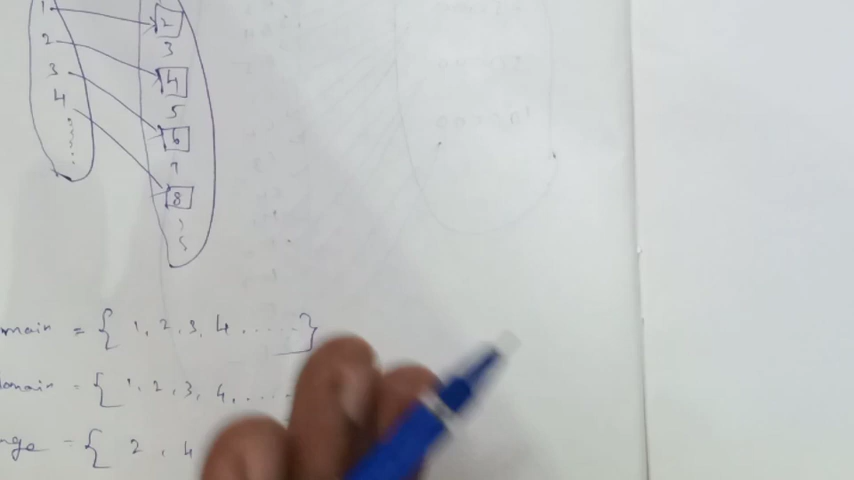 1 2
2 3
3 4
4 5
6
7
8
main = { 1, 2, 3, 4, ..... }
domain = { 1, 2, 3, 4, .....
nge = { 2, 4